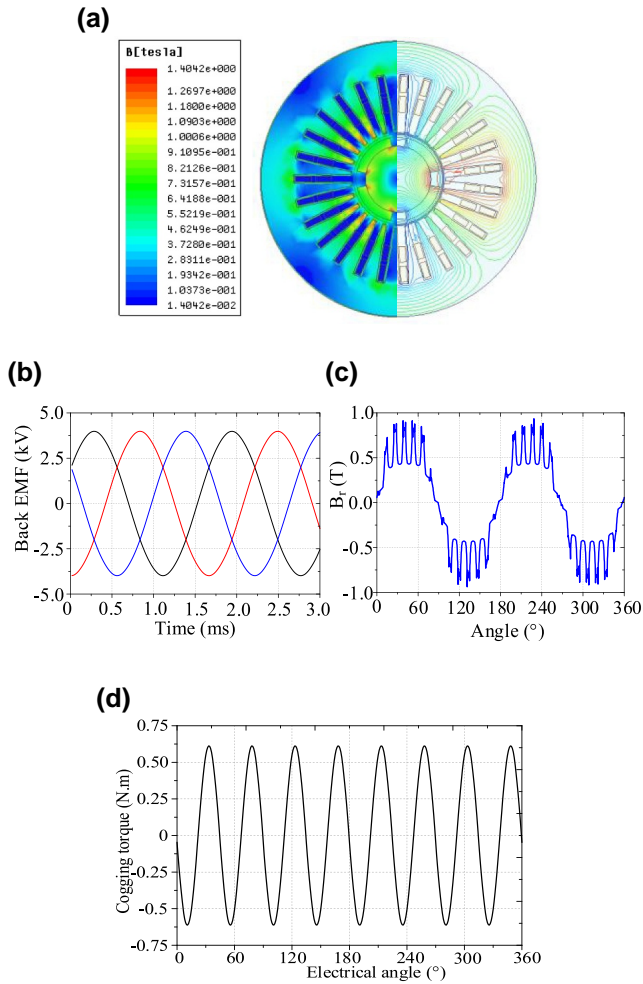 (a)
B[tesla]
1.4042e+000
1.2697e+000
1.1800e+000
1.0903e+000
1.0006e+000
9.1095e-001
8.2126e-001
7.3157e-001
6.4188e-001
5.5219e-001
4.6249e-001
3.7280e-001
2.8311e-001
1.9342e-001
1.0373e-001
1.4042e-002
(b)
Back EMF (kV)
5.0
2.5
0
-2.5
-5.0
0
0.5
1.0
1.5
2.0
2.5
3.0
Time (ms)
(c)
Br (T)
1.0
0.5
0
-0.5
-1.0
0
60
120
180
240
300
360
Angle (°)
(d)
Cogging torque (N.m)
0.75
0.50
0.25
0
-0.25
-0.5
-0.75
0
60
120
180
240
300
360
Electrical angle (°)